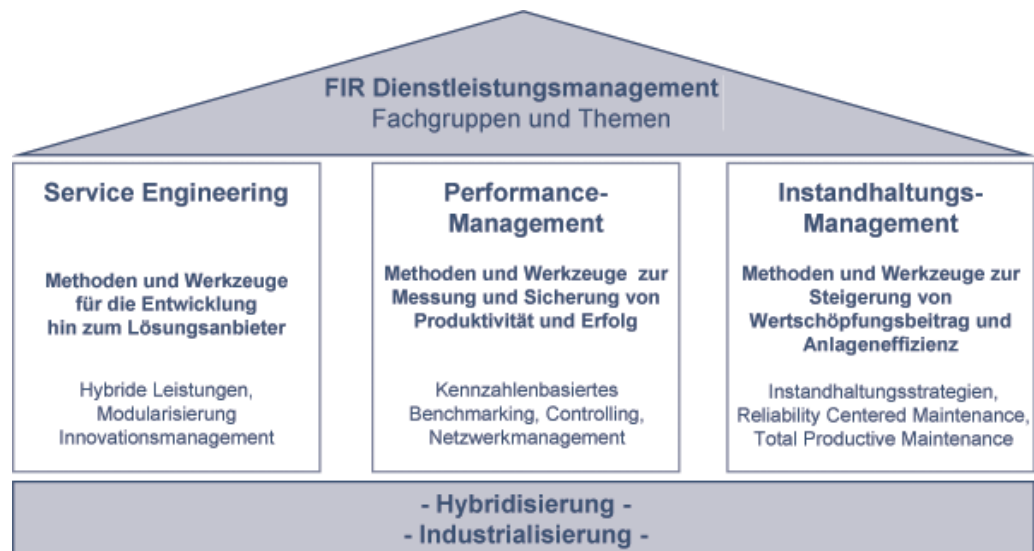 FIR Dienstleistungsmanagement
Fachgruppen und Themen
Service Engineering
Methoden und Werkzeuge
für die Entwicklung
hin zum Lösungsanbieter
Hybride Leistungen,
Modularisierung
Innovationsmanagement
Performance-
Management
Methoden und Werkzeuge zur
Messung und Sicherung von
Produktivität und Erfolg
Kennzahlenbasiertes
Benchmarking, Controlling,
Netzwerkmanagement
Instandhaltungs-
Management
Methoden und Werkzeuge zur
Steigerung von
Wertschöpfungsbeitrag und
Anlageneffizienz
Instandhaltungsstrategien,
Reliability Centered Maintenance,
Total Productive Maintenance
- Hybridisierung -
- Industrialisierung -